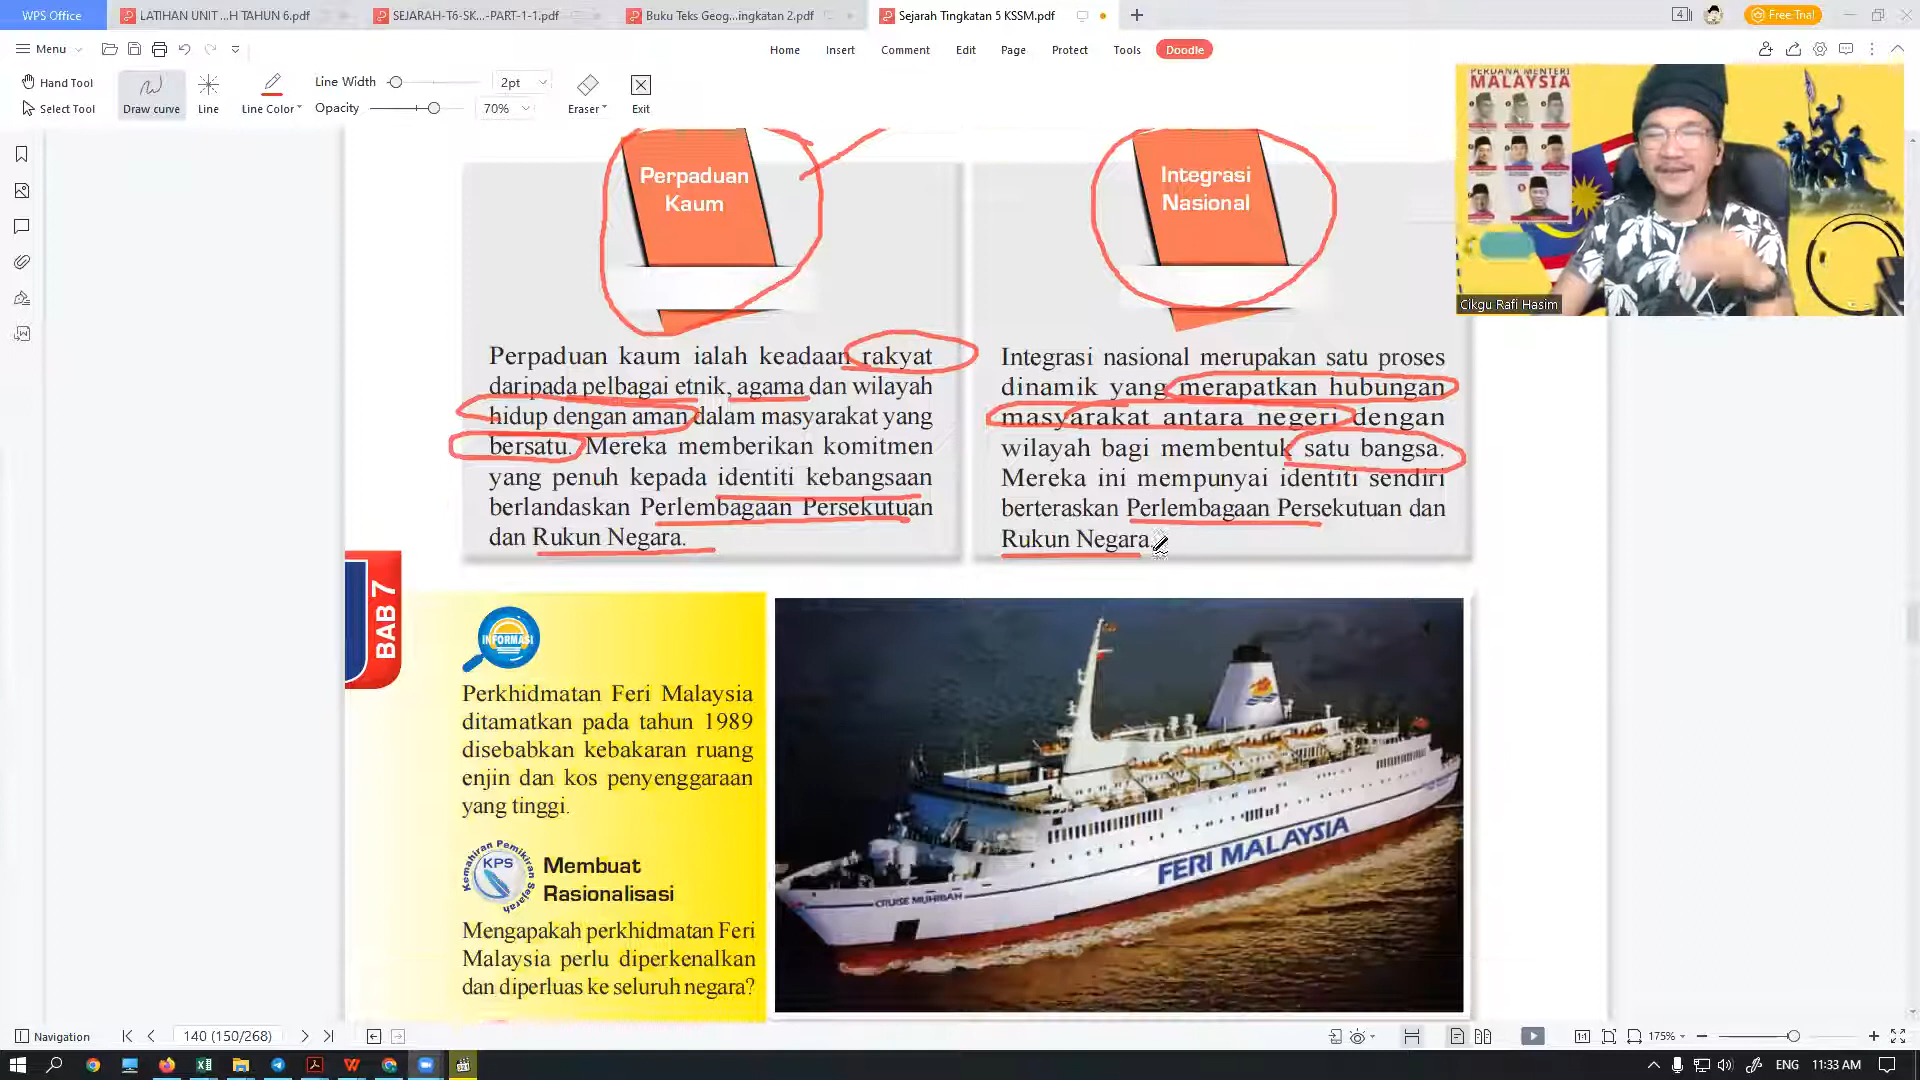 WPS Office
LATIHAN UNIT ...H TAHUN 6.pdf
SEJARAH-T6-SK...-PART-1-1.pdf
Buku Teks Geog...ingkatan 2.pdf
Sejarah Tingkatan 5 KSSM.pdf
4
Free Trial
Menu
Home
Insert
Comment
Edit
Page
Protect
Tools
Doodle
Hand Tool
Select Tool
Draw curve
Line
Line Color
Line Width
2pt
Opacity
70%
Eraser
Exit
PERDANA MENTERI
MALAYSIA
Cikgu Rafi Hasim
Perpaduan
Kaum
Perpaduan kaum ialah keadaan rakyat
daripada pelbagai etnik, agama dan wilayah
hidup dengan aman dalam masyarakat yang
bersatu. Mereka memberikan komitmen
yang penuh kepada identiti kebangsaan
berlandaskan Perlembagaan Persekutuan
dan Rukun Negara.
Integrasi
Nasional
Integrasi nasional merupakan satu proses
dinamik yang merapatkan hubungan
masyarakat antara negeri dengan
wilayah bagi membentuk satu bangsa.
Mereka ini mempunyai identiti sendiri
berteraskan Perlembagaan Persekutuan dan
Rukun Negara.
BAB 7
INFORMASI
Perkhidmatan Feri Malaysia
ditamatkan pada tahun 1989
disebabkan kebakaran ruang
enjin dan kos penyenggaraan
yang tinggi.
Kemahiran Pemikiran Sejarah
KPS
Membuat
Rasionalisasi
Mengapakah perkhidmatan Feri
Malaysia perlu diperkenalkan
dan diperluas ke seluruh negara?
FERI MALAYSIA
CRUISE MUHIBAH
Navigation
140 (150/268)
175%
ENG
11:33 AM